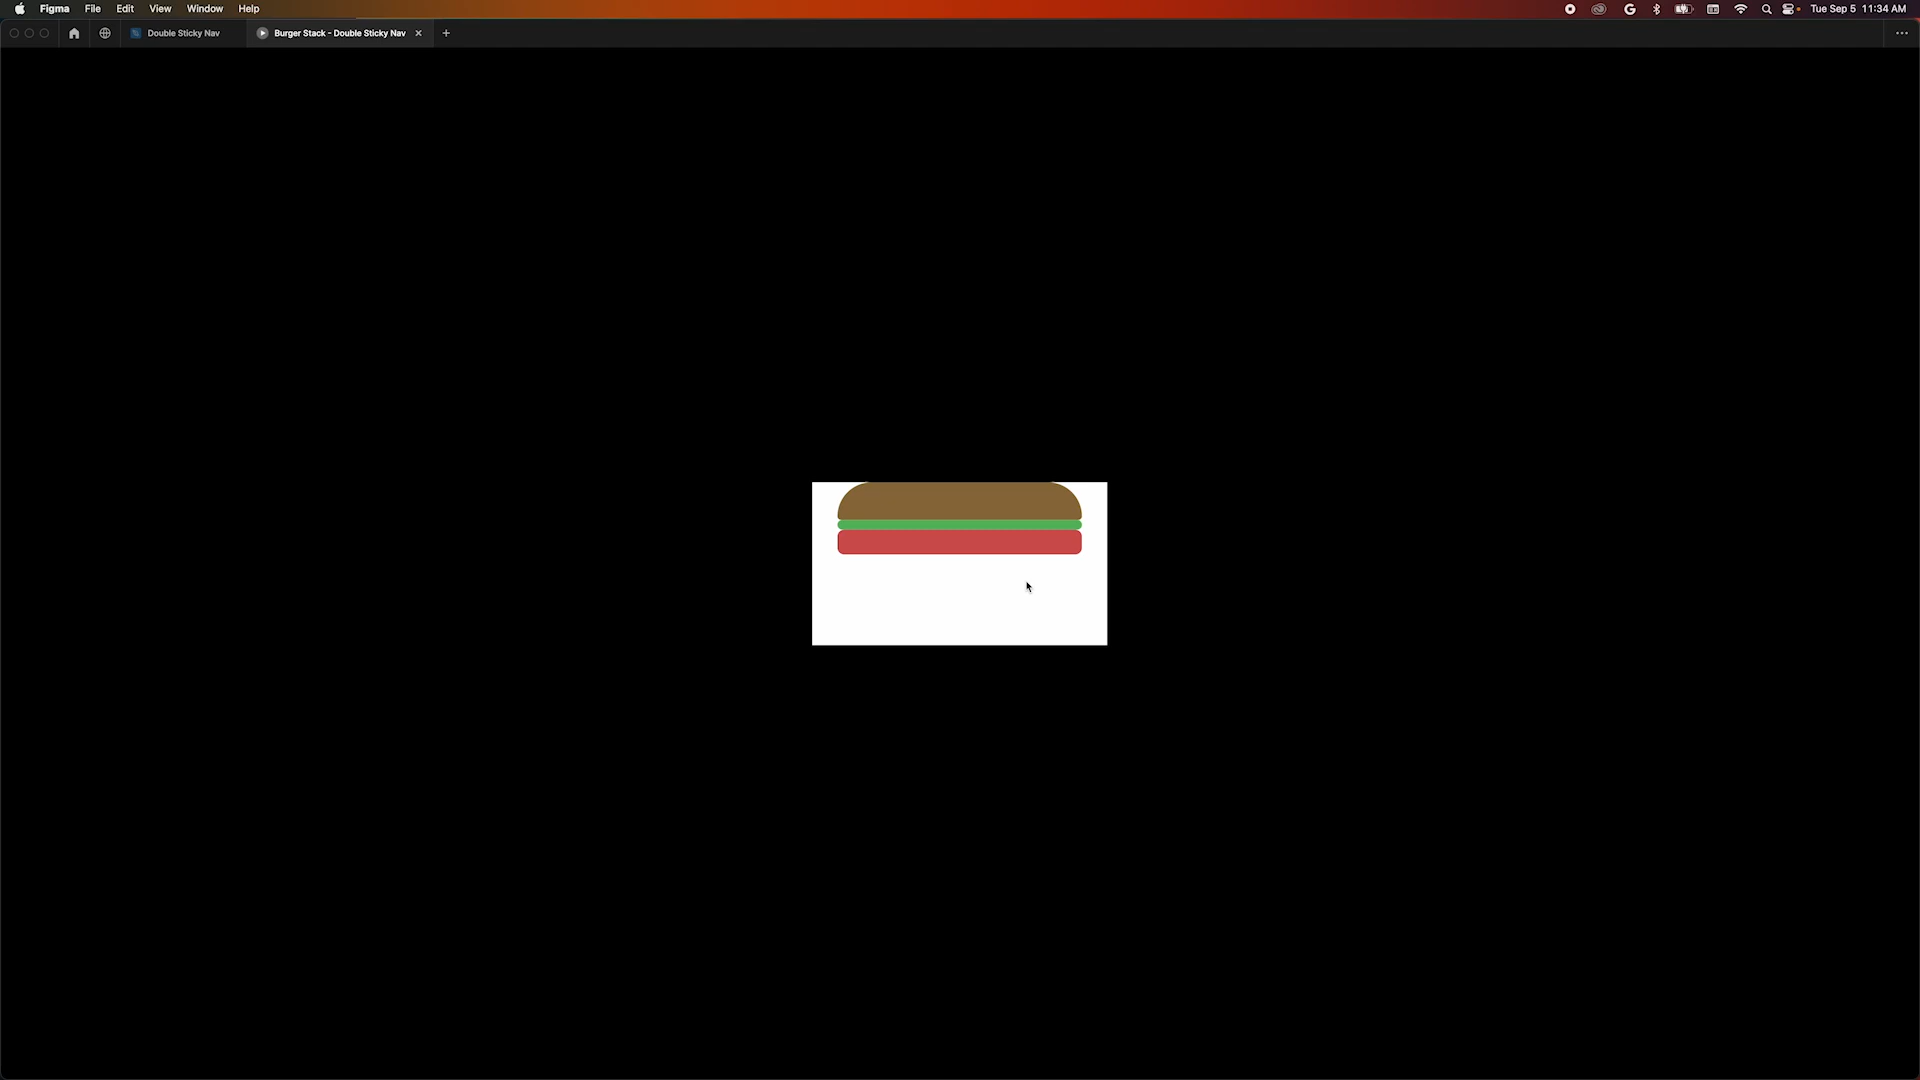 Figma File Edit View Window Help Tue Sep 5 11:34 AM
Double Sticky Nav Burger Stack - Double Sticky Nav